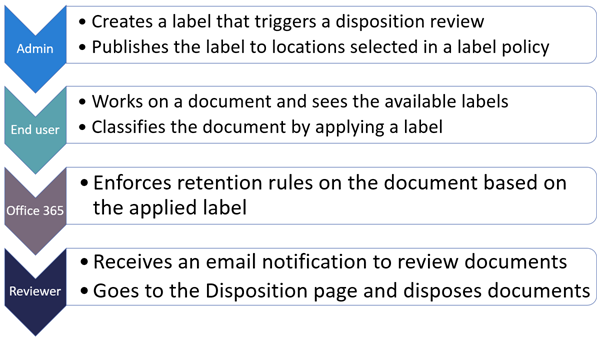 Admin
• Creates a label that triggers a disposition review
• Publishes the label to locations selected in a label policy
End user
• Works on a document and sees the available labels
• Classifies the document by applying a label
Office 365
• Enforces retention rules on the document based on
the applied label
Reviewer
• Receives an email notification to review documents
• Goes to the Disposition page and disposes documents